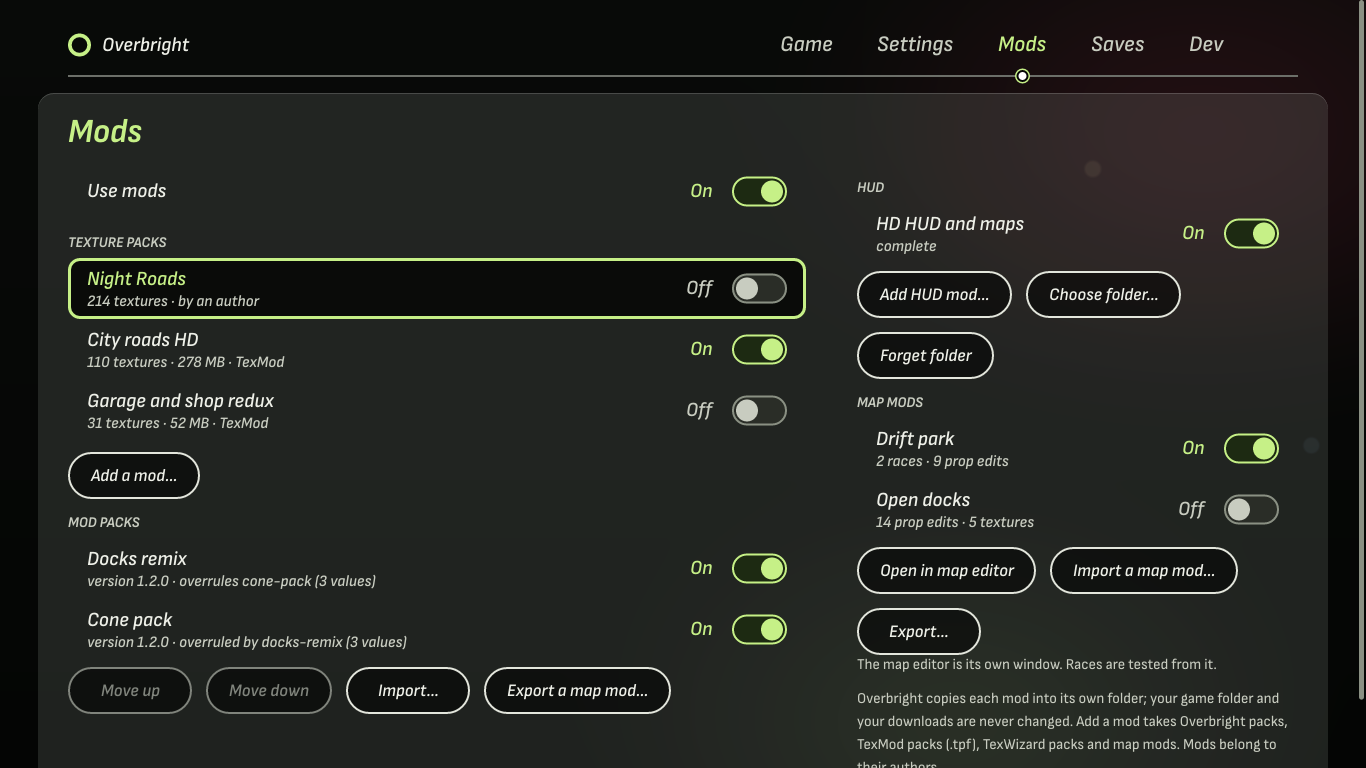 Overbright
Game
Settings
Mods
Saves
Dev
Mods
Use mods
On
TEXTURE PACKS
Night Roads
214 textures · by an author
Off
City roads HD
110 textures · 278 MB · TexMod
On
Garage and shop redux
31 textures · 52 MB · TexMod
Off
Add a mod...
MOD PACKS
Docks remix
version 1.2.0 · overrules cone-pack (3 values)
On
Cone pack
version 1.2.0 · overruled by docks-remix (3 values)
On
Move up
Move down
Import...
Export a map mod...
HUD
HD HUD and maps
complete
On
Add HUD mod...
Choose folder...
Forget folder
MAP MODS
Drift park
2 races · 9 prop edits
On
Open docks
14 prop edits · 5 textures
Off
Open in map editor
Import a map mod...
Export...
The map editor is its own window. Races are tested from it.
Overbright copies each mod into its own folder; your game folder and
your downloads are never changed. Add a mod takes Overbright packs,
TexMod packs (.tpf), TexWizard packs and map mods. Mods belong to
their authors.